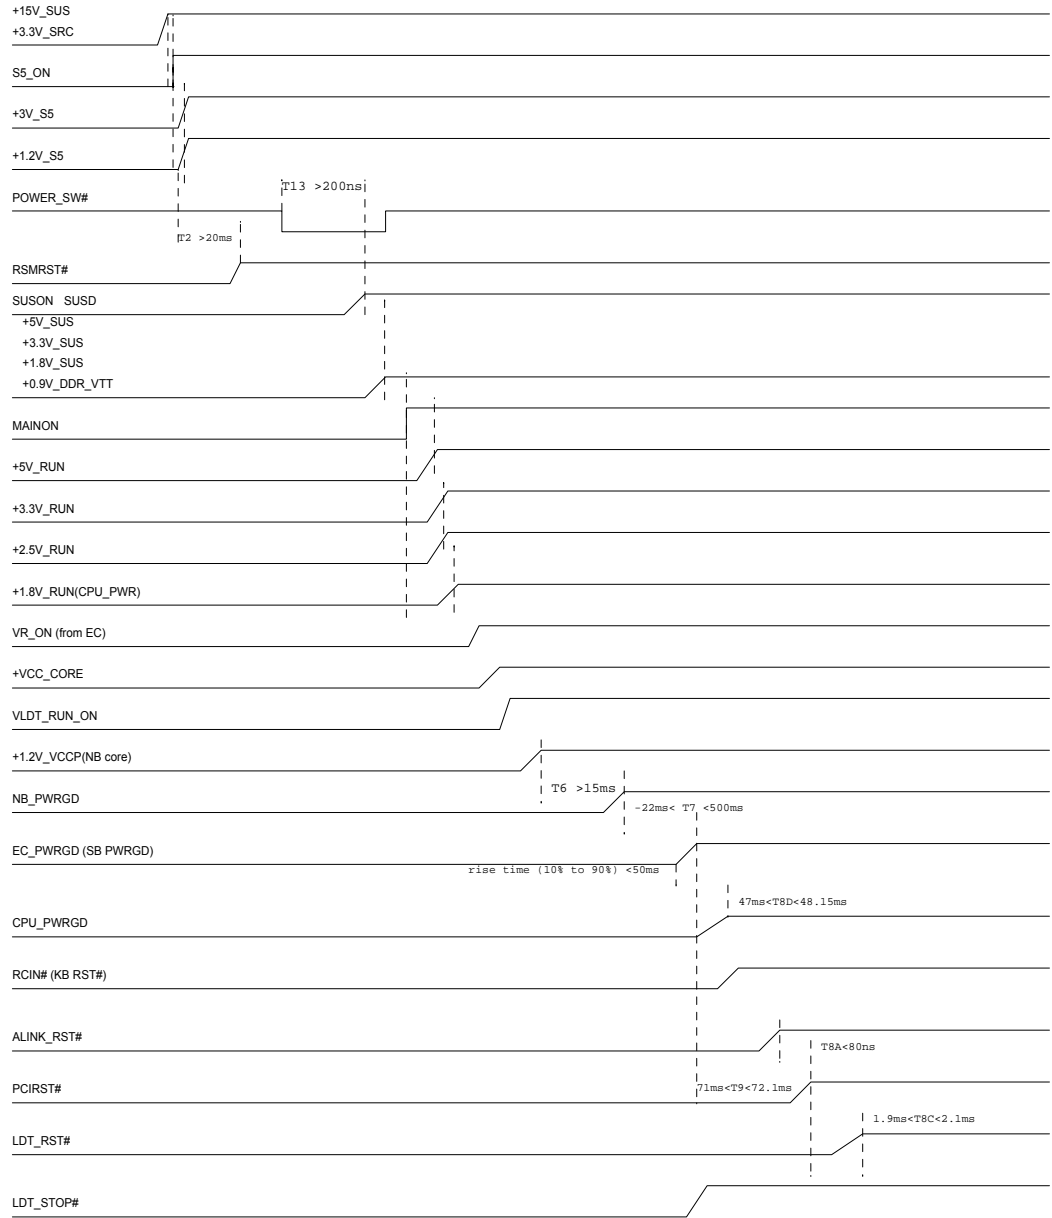 +15V_SUS
+3.3V_SRC
S5_ON
+3V_S5
+1.2V_S5
T13 >200ns
POWER_SW#
T2 >20ms
RSMRST#
SUSON SUSD
+5V_SUS
+3.3V_SUS
+1.8V_SUS
+0.9V_DDR_VTT
MAINON
+5V_RUN
+3.3V_RUN
+2.5V_RUN
+1.8V_RUN(CPU_PWR)
VR_ON (from EC)
+VCC_CORE
VLDT_RUN_ON
+1.2V_VCCP(NB core)
T6 >15ms
NB_PWRGD
-22ms< T7 <500ms
EC_PWRGD (SB PWRGD)
rise time (10% to 90%) <50ms
47ms<T8D<48.15ms
CPU_PWRGD
RCIN# (KB RST#)
ALINK_RST#
T8A<80ns
PCIRST#
71ms<T9<72.1ms
1.9ms<T8C<2.1ms
LDT_RST#
LDT_STOP#